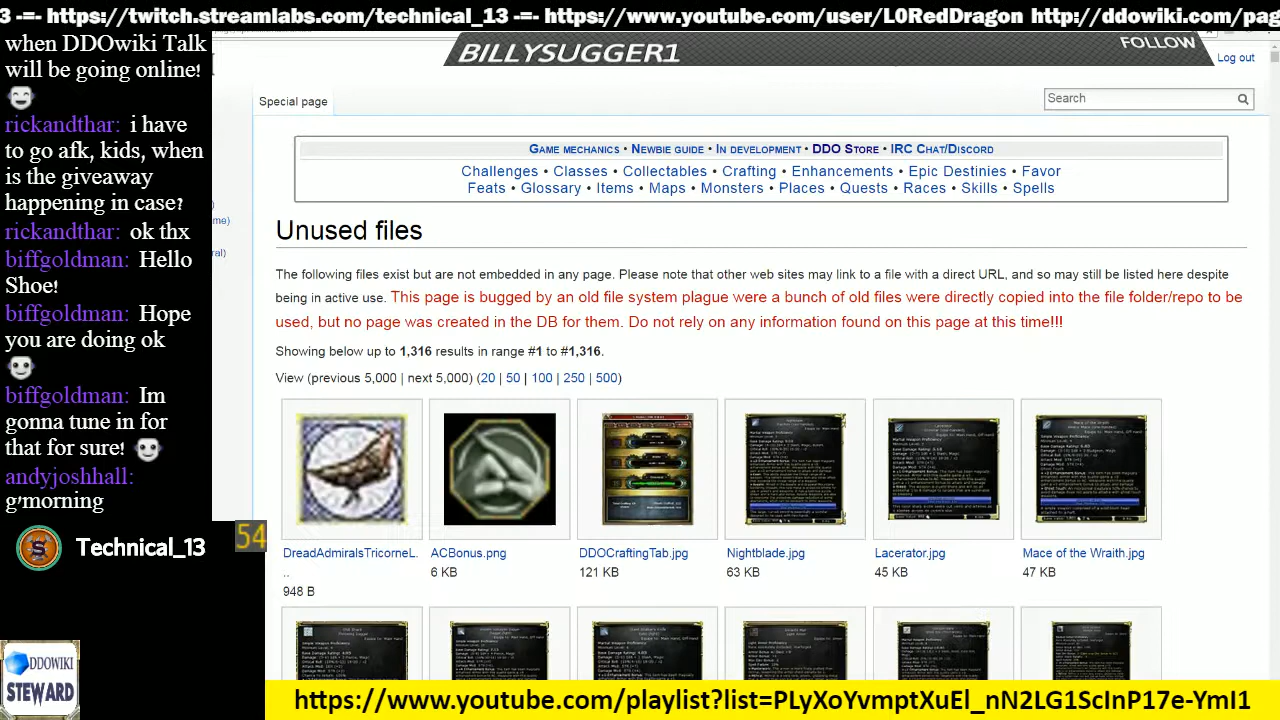 3 -=- https://twitch.streamlabs.com/technical_13 -=- https://www.youtube.com/user/L0RedDragon http://ddowiki.com/pag
when DDOwiki Talk
will be going online!
rickandthar: i have
to go afk, kids, when
is the giveaway
happening in case?
rickandthar: ok thx
biffgoldman: Hello
Shoe!
biffgoldman: Hope
you are doing ok
biffgoldman: Im
gonna tune in for
that for sure!
andyjoshhall:
g'morning
Technical_13
54
DDOWIKI
STEWARD
BILLYSUGGER1
FOLLOW
Log out
Special page
Search
GAME MECHANICS • NEWBIE GUIDE • IN DEVELOPMENT • DDO STORE • IRC CHAT/DISCORD
Challenges • Classes • Collectables • Crafting • Enhancements • Epic Destinies • Favor
Feats • Glossary • Items • Maps • Monsters • Places • Quests • Races • Skills • Spells
Unused files
The following files exist but are not embedded in any page. Please note that other web sites may link to a file with a direct URL, and so may still be listed here despite
being in active use. This page is bugged by an old file system plague were a bunch of old files were directly copied into the file folder/repo to be
used, but no page was created in the DB for them. Do not rely on any information found on this page at this time!!!
Showing below up to 1,316 results in range #1 to #1,316.
View (previous 5,000 | next 5,000) (20 | 50 | 100 | 250 | 500)
DreadAdmiralsTricorneL.
..
948 B
ACBonus.png
6 KB
DDOCraftingTab.jpg
121 KB
Nightblade.jpg
63 KB
Lacerator.jpg
45 KB
Mace of the Wraith.jpg
47 KB
https://www.youtube.com/playlist?list=PLyXoYvmptXuEl_nN2LG1ScInP17e-YmI1